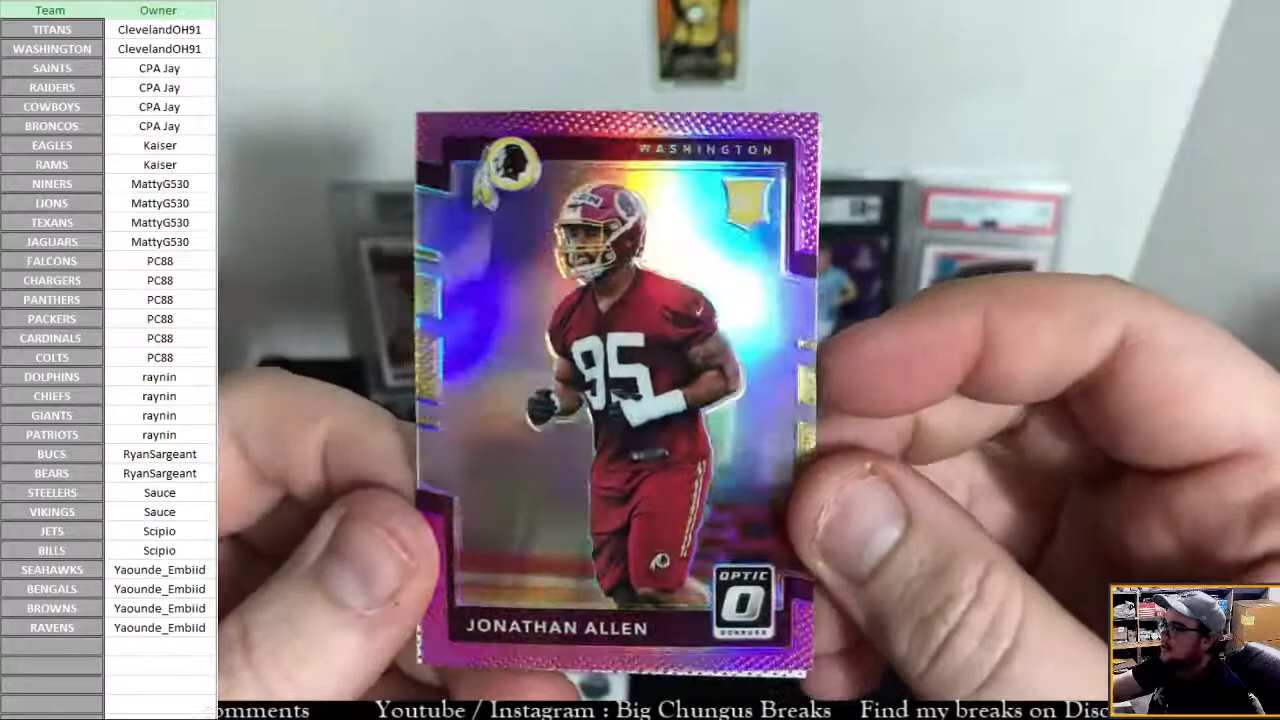 Team Owner
TITANS ClevelandOH91
WASHINGTON ClevelandOH91
SAINTS CPA Jay
RAIDERS CPA Jay
COWBOYS CPA Jay
BRONCOS CPA Jay
EAGLES Kaiser
RAMS Kaiser
NINERS MattyG530
LIONS MattyG530
TEXANS MattyG530
JAGUARS MattyG530
FALCONS PC88
CHARGERS PC88
PANTHERS PC88
PACKERS PC88
CARDINALS PC88
COLTS PC88
DOLPHINS raynin
CHIEFS raynin
GIANTS raynin
PATRIOTS raynin
BUCS RyanSargeant
BEARS RyanSargeant
STEELERS Sauce
VIKINGS Sauce
JETS Scipio
BILLS Scipio
SEAHAWKS Yaounde_Embiid
BENGALS Yaounde_Embiid
BROWNS Yaounde_Embiid
RAVENS Yaounde_Embiid
WASHINGTON
95
OPTIC
DONRUSS
JONATHAN ALLEN
omments Youtube / Instagram : Big Chungus Breaks Find my breaks on Disc